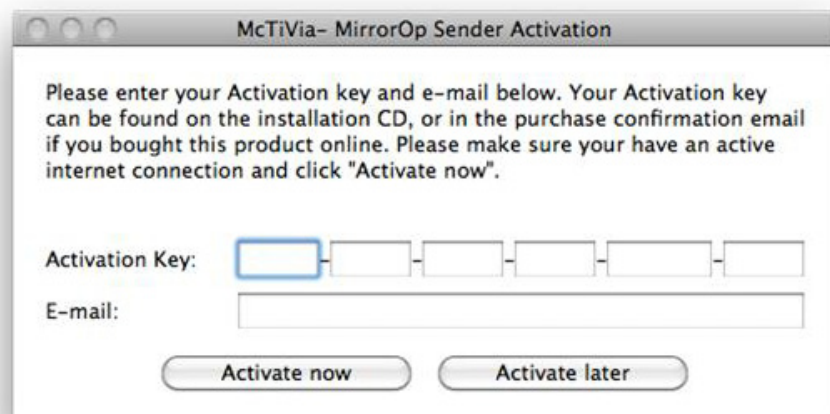 McTiVia- MirrorOp Sender Activation
Please enter your Activation key and e-mail below. Your Activation key
can be found on the installation CD, or in the purchase confirmation email
if you bought this product online. Please make sure your have an active
internet connection and click "Activate now".
Activation Key: - - - - -
E-mail:
Activate now Activate later